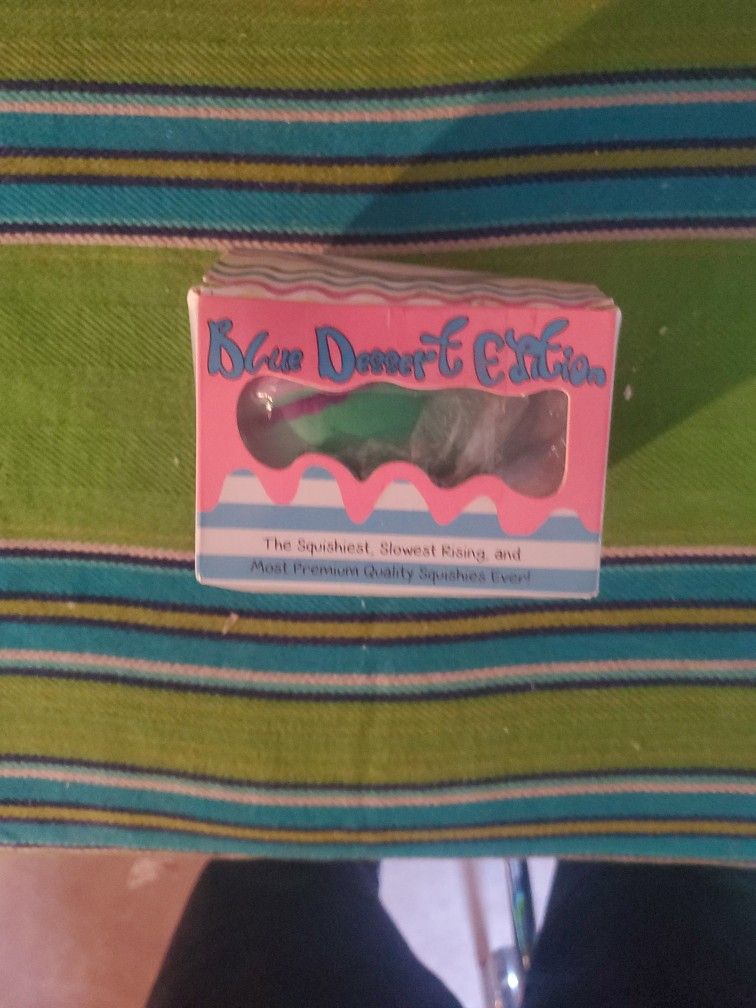 Blue Dessert Edition
The Squishiest, Slowest Rising, and
Most Premium Quality Squishies Ever!